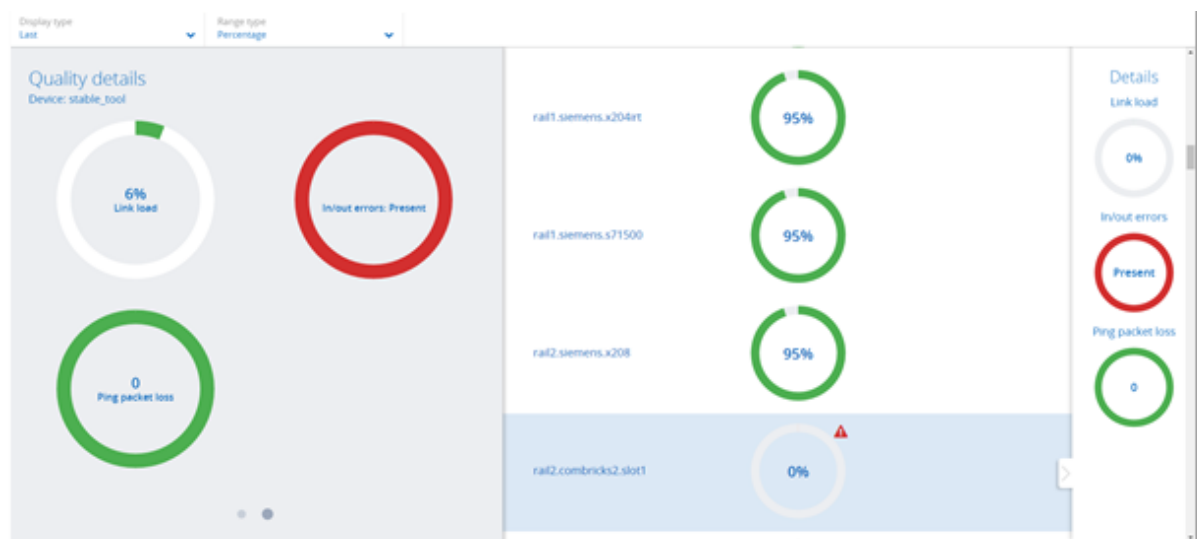 Display type
Last
Range type
Percentage
Quality details
Device: stable_tool
6%
Link load
In/out errors: Present
0
Ping packet loss
rail1.siemens.x204irt
95%
rail1.siemens.s71500
95%
rail2.siemens.x208
95%
rail2.combricks2.slot1
0%
Details
Link load
0%
In/out errors
Present
Ping packet loss
0